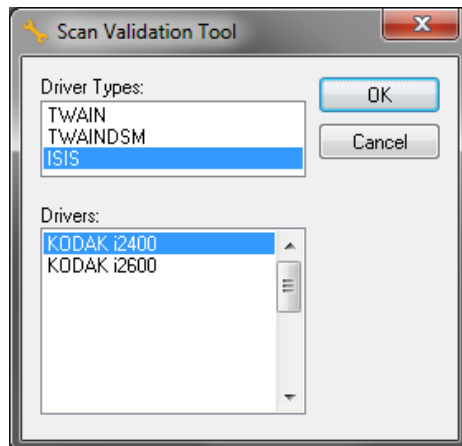 Scan Validation Tool
Driver Types:
TWAIN
TWAINDSM
ISIS
OK
Cancel
Drivers:
KODAK i2400
KODAK i2600